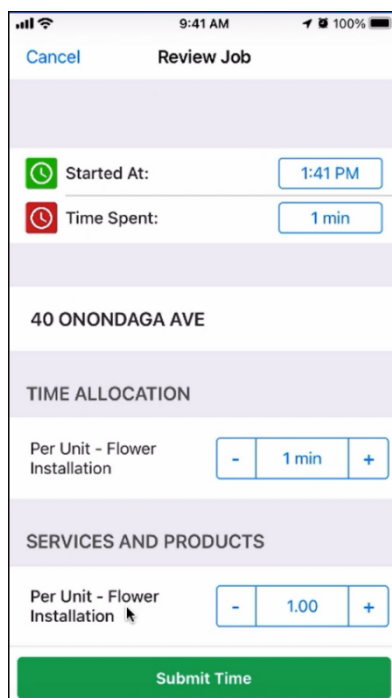 9:41 AM
100%
Cancel
Review Job
Started At:
1:41 PM
Time Spent:
1 min
40 ONONDAGA AVE
TIME ALLOCATION
Per Unit - Flower
Installation
- 1 min +
SERVICES AND PRODUCTS
Per Unit - Flower
Installation
- 1.00 +
Submit Time